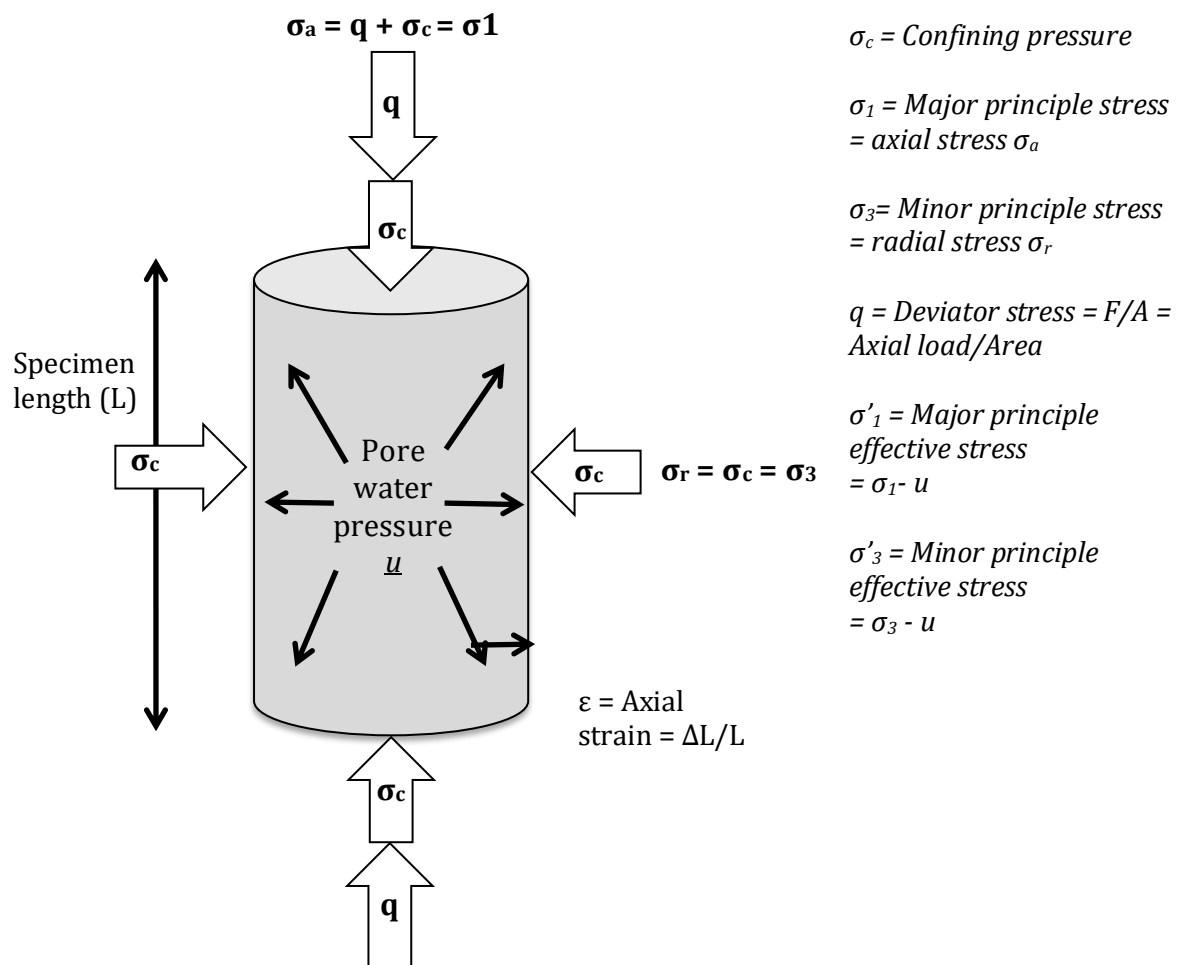 σa = q + σc = σ1
q
σc
Specimen
length (L)
σc
Pore
water
pressure
u
σc
σr = σc = σ3
ε = Axial
strain = ΔL/L
σc
q
σc = Confining pressure
σ1 = Major principle stress
= axial stress σa
σ3= Minor principle stress
= radial stress σr
q = Deviator stress = F/A =
Axial load/Area
σ’1 = Major principle
effective stress
= σ1- u
σ’3 = Minor principle
effective stress
= σ3 - u